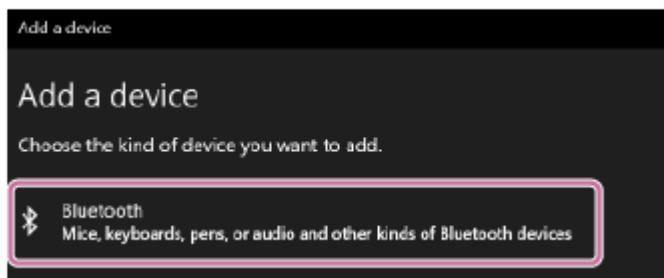 Add a device
Add a device
Choose the kind of device you want to add.
Bluetooth
Mice, keyboards, pens, or audio and other kinds of Bluetooth devices